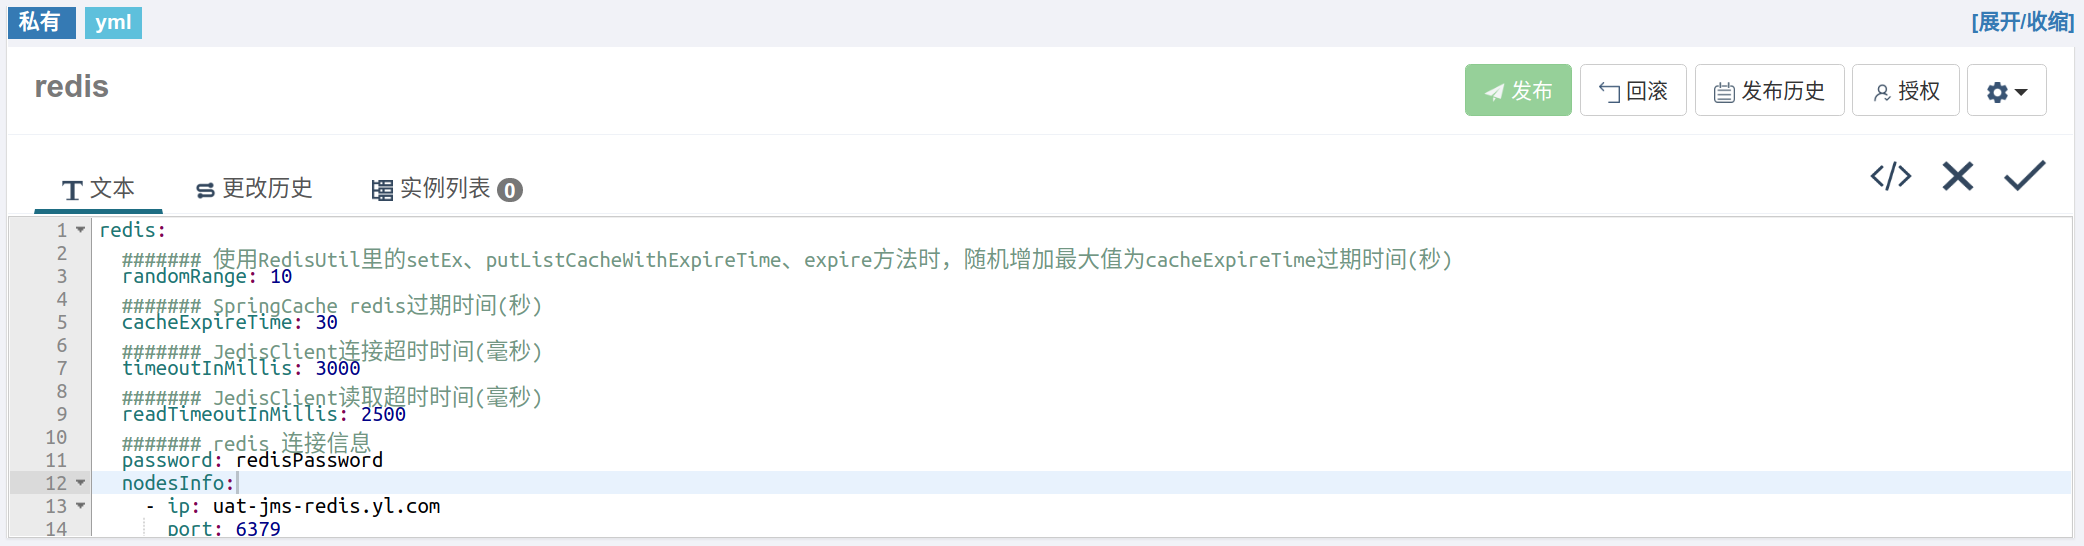 私有 yml [展开/收缩]
redis 发布 回滚 发布历史 授权
文本 更改历史 实例列表 0 </>
1 redis:
2 ####### 使用RedisUtil里的setEx、putListCacheWithExpireTime、expire方法时，随机增加最大值为cacheExpireTime过期时间(秒)
3 randomRange: 10
4 ####### SpringCache redis过期时间(秒)
5 cacheExpireTime: 30
6 ####### JedisClient连接超时时间(毫秒)
7 timeoutInMillis: 3000
8 ####### JedisClient读取超时时间(毫秒)
9 readTimeoutInMillis: 2500
10 ####### redis 连接信息
11 password: redisPassword
12 nodesInfo:
13 - ip: uat-jms-redis.yl.com
14 port: 6379